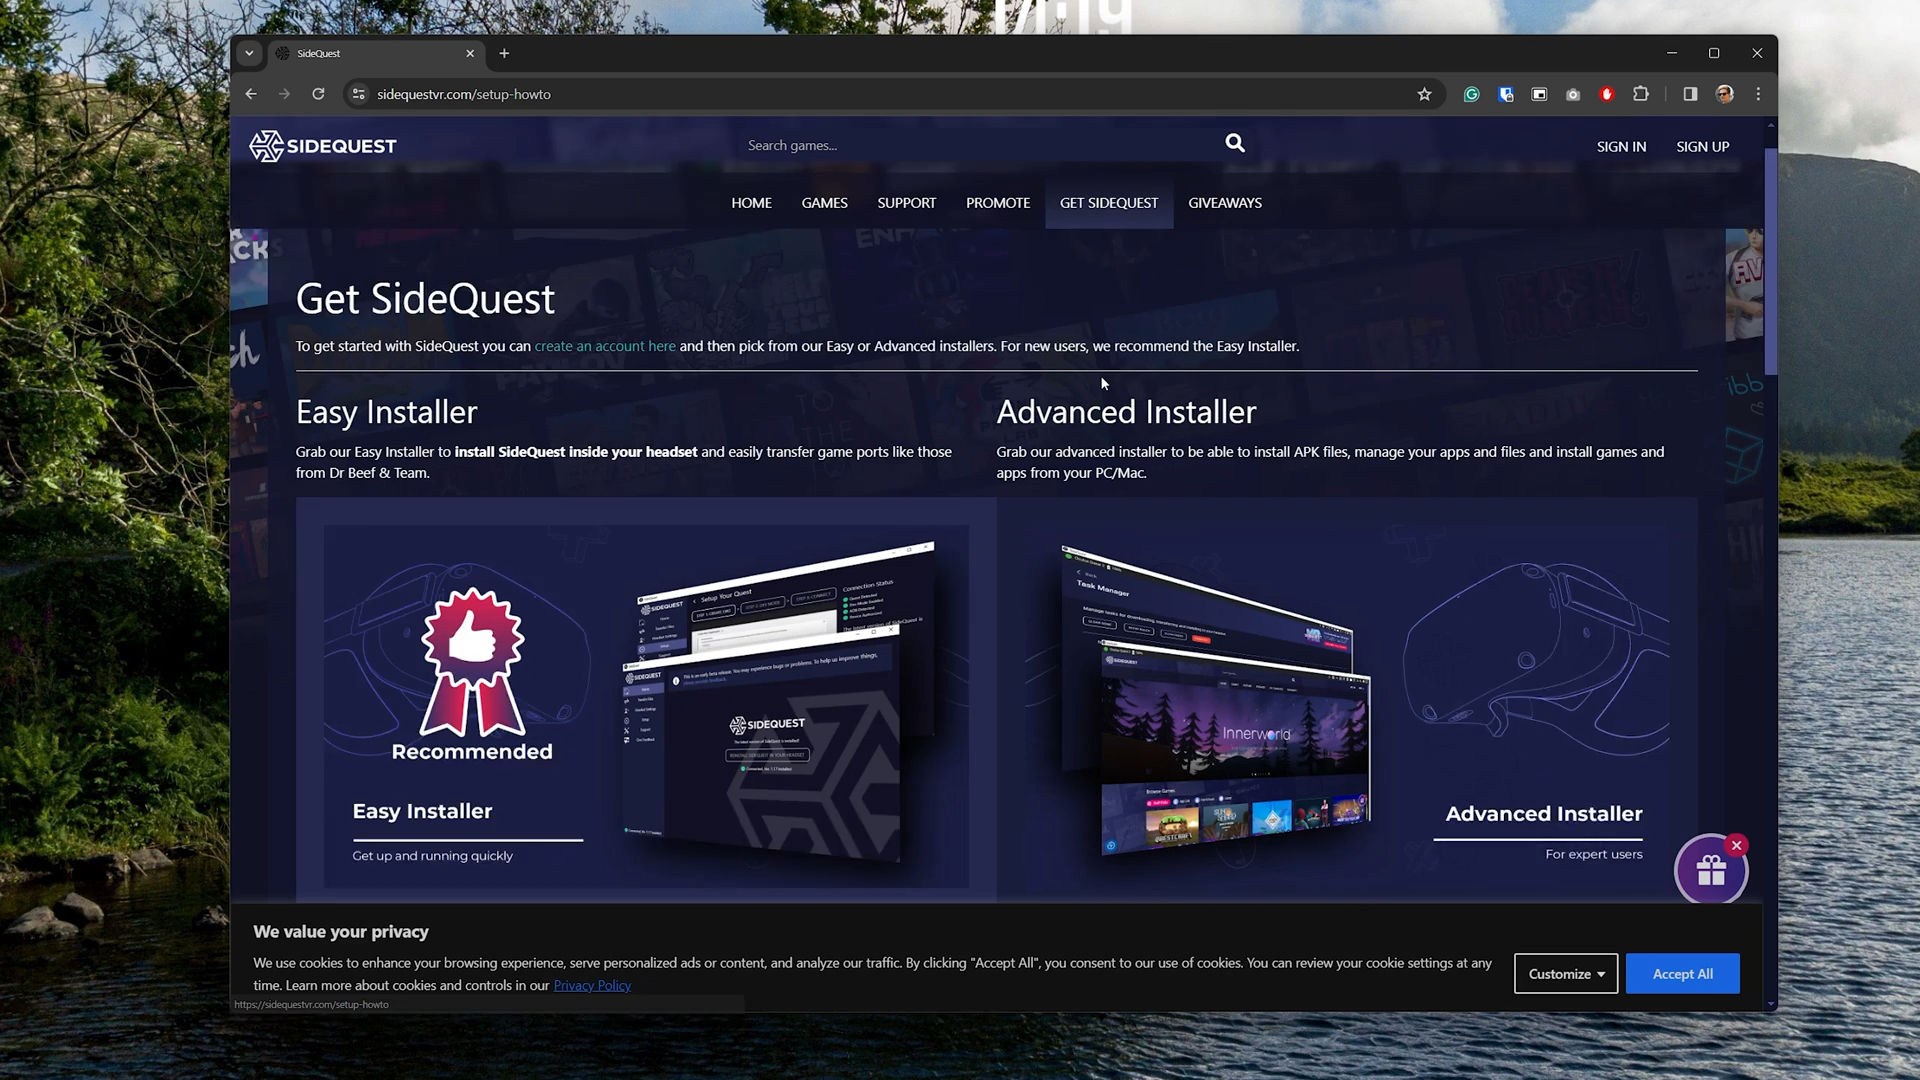 SideQuest
sidequestvr.com/setup-howto
SIDEQUEST
Search games...
SIGN IN
SIGN UP
HOME
GAMES
SUPPORT
PROMOTE
GET SIDEQUEST
GIVEAWAYS
Get SideQuest
To get started with SideQuest you can create an account here and then pick from our Easy or Advanced installers. For new users, we recommend the Easy Installer.
Easy Installer
Grab our Easy Installer to install SideQuest inside your headset and easily transfer game ports like those
from Dr Beef & Team.
Advanced Installer
Grab our advanced installer to be able to install APK files, manage your apps and files and install games and
apps from your PC/Mac.
Recommended
Easy Installer
Get up and running quickly
Setup Your Quest
Connection Status
SIDEQUEST
SIDEQUEST
Task Manager
Innerworld
Advanced Installer
For expert users
We value your privacy
We use cookies to enhance your browsing experience, serve personalized ads or content, and analyze our traffic. By clicking "Accept All", you consent to our use of cookies. You can review your cookie settings at any
time. Learn more about cookies and controls in our Privacy Policy
Customize
Accept All
https://sidequestvr.com/setup-howto